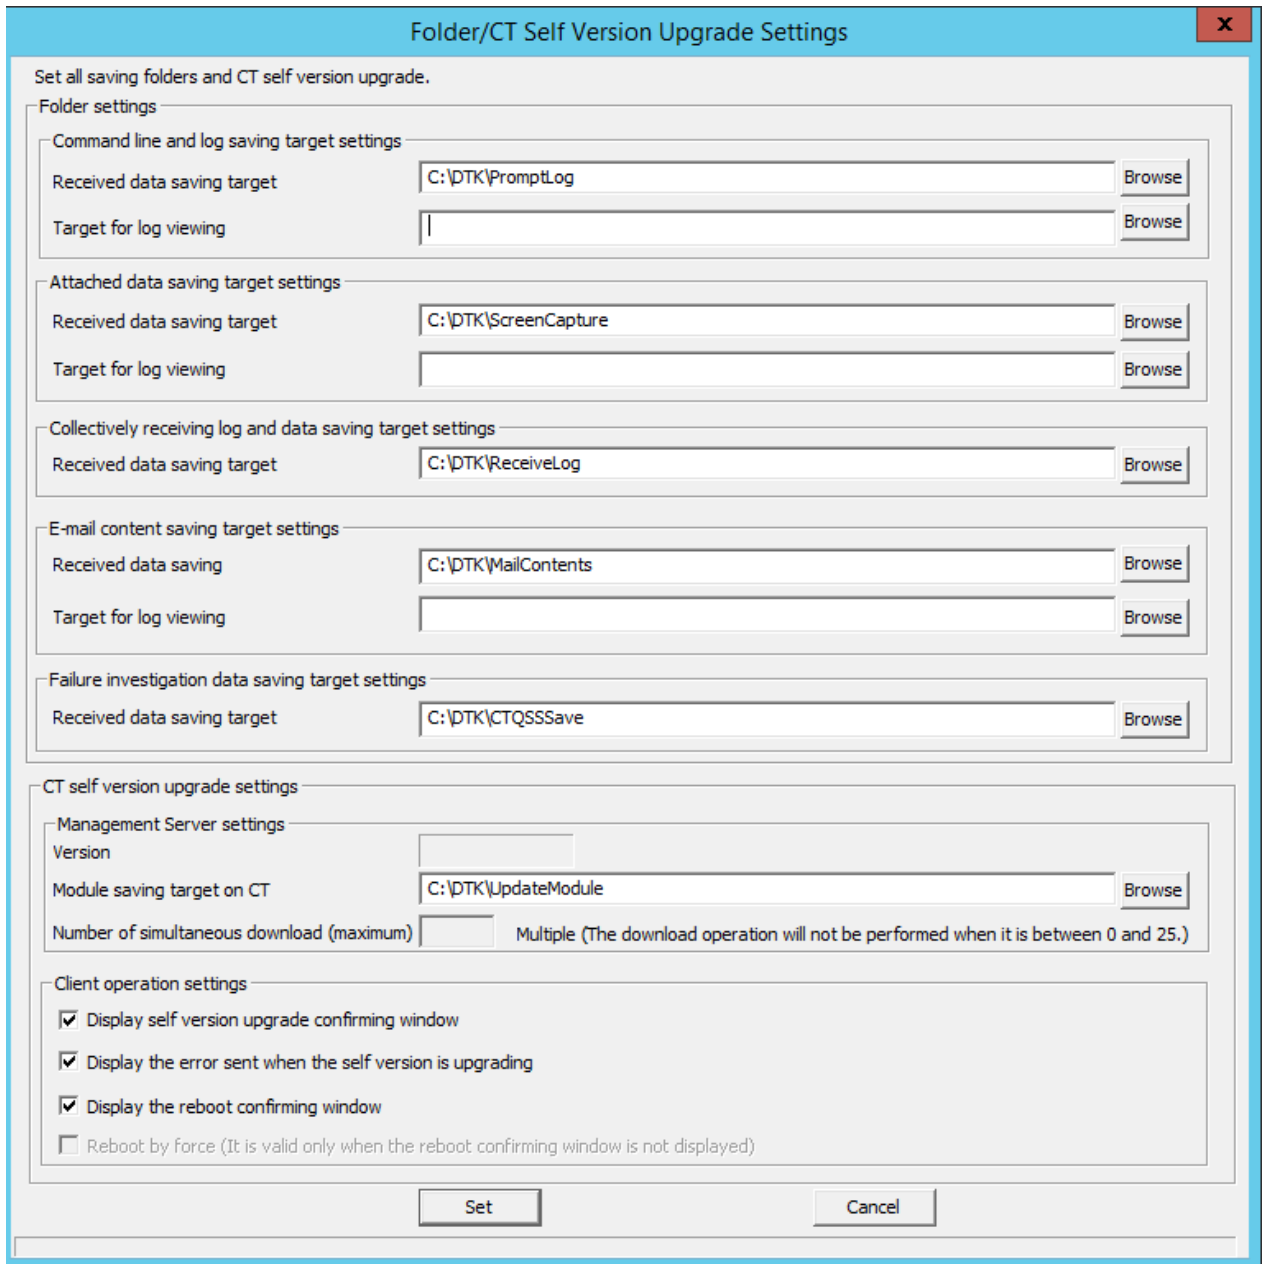 Folder/CT Self Version Upgrade Settings
x
Set all saving folders and CT self version upgrade.
Folder settings
Command line and log saving target settings
Received data saving target C:\DTK\PromptLog Browse
Target for log viewing Browse
Attached data saving target settings
Received data saving target C:\DTK\ScreenCapture Browse
Target for log viewing Browse
Collectively receiving log and data saving target settings
Received data saving target C:\DTK\ReceiveLog Browse
E-mail content saving target settings
Received data saving C:\DTK\MailContents Browse
Target for log viewing Browse
Failure investigation data saving target settings
Received data saving target C:\DTK\CTQSSSave Browse
CT self version upgrade settings
Management Server settings
Version
Module saving target on CT C:\DTK\UpdateModule Browse
Number of simultaneous download (maximum) Multiple (The download operation will not be performed when it is between 0 and 25.)
Client operation settings
Display self version upgrade confirming window
Display the error sent when the self version is upgrading
Display the reboot confirming window
Reboot by force (It is valid only when the reboot confirming window is not displayed)
Set Cancel